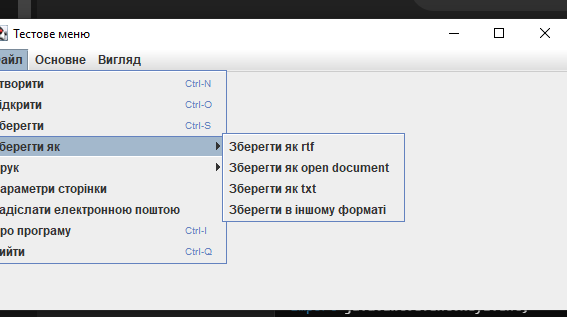 Тестове меню
айл Основне Вигляд
творити Ctrl-N
ідкрити Ctrl-O
берегти Ctrl-S
берегти як
рук
араметри сторінки
адіслати електронною поштою
ро програму Ctrl-I
ийти Ctrl-Q
Зберегти як rtf
Зберегти як open document
Зберегти як txt
Зберегти в іншому форматі